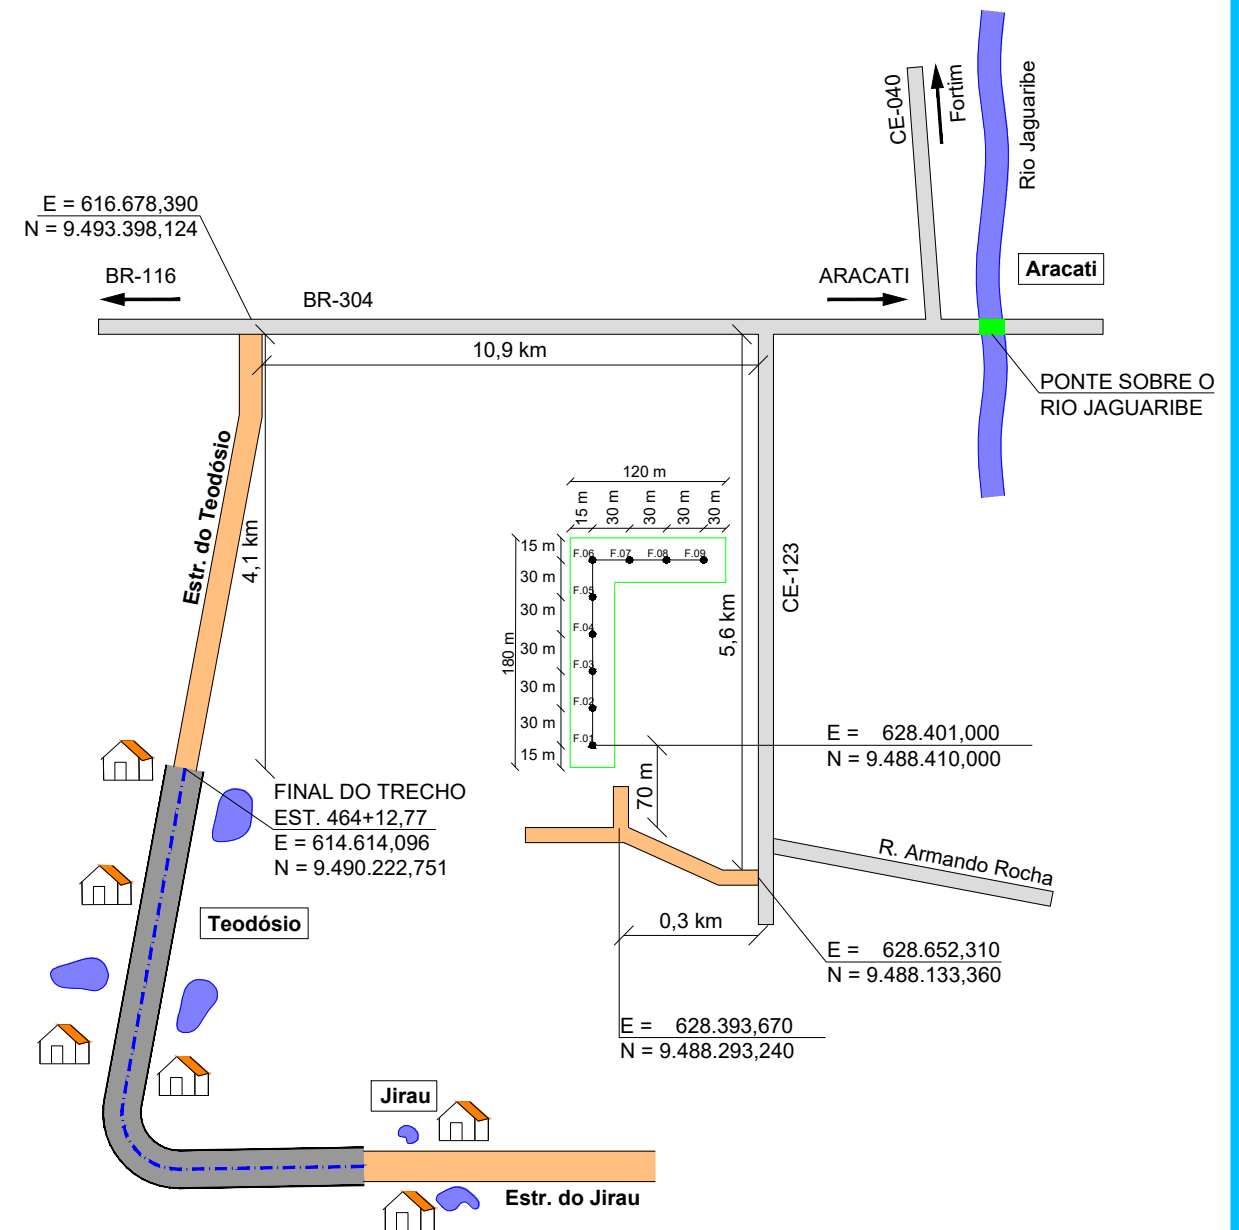 CE-040
Fortim
Rio Jaguaribe
E = 616.678,390
N = 9.493.398,124
BR-116
BR-304
ARACATI
Aracati
10,9 km
PONTE SOBRE O
RIO JAGUARIBE
Estr. do Teodósio
4,1 km
120 m
15 m
30 m
30 m
30 m
30 m
180 m
15 m
30 m
30 m
30 m
30 m
30 m
15 m
F.06
F.07
F.08
F.09
F.05
F.04
F.03
F.02
F.01
5,6 km
CE-123
E = 628.401,000
N = 9.488.410,000
70 m
FINAL DO TRECHO
EST. 464+12,77
E = 614.614,096
N = 9.490.222,751
R. Armando Rocha
Teodósio
0,3 km
E = 628.652,310
N = 9.488.133,360
E = 628.393,670
N = 9.488.293,240
Jirau
Estr. do Jirau